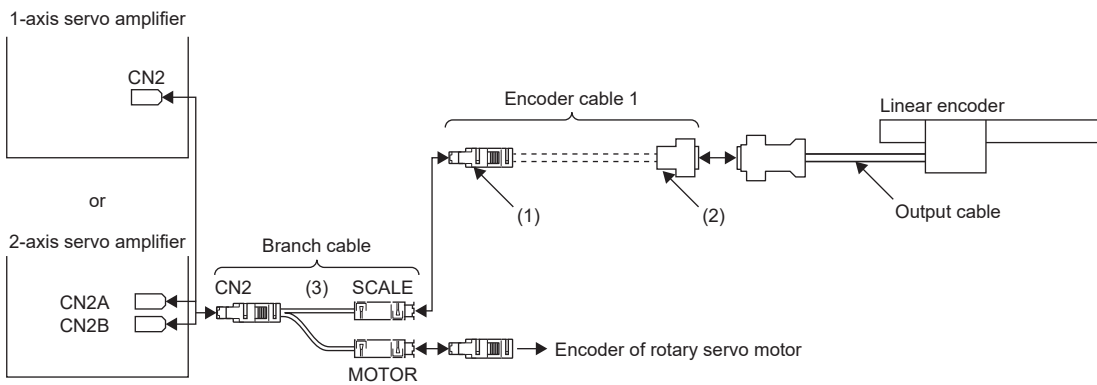 1-axis servo amplifier
CN2
Encoder cable 1
Linear encoder
(1)
(2)
Output cable
or
2-axis servo amplifier
Branch cable
CN2
(3)
SCALE
CN2A
CN2B
Encoder of rotary servo motor
MOTOR